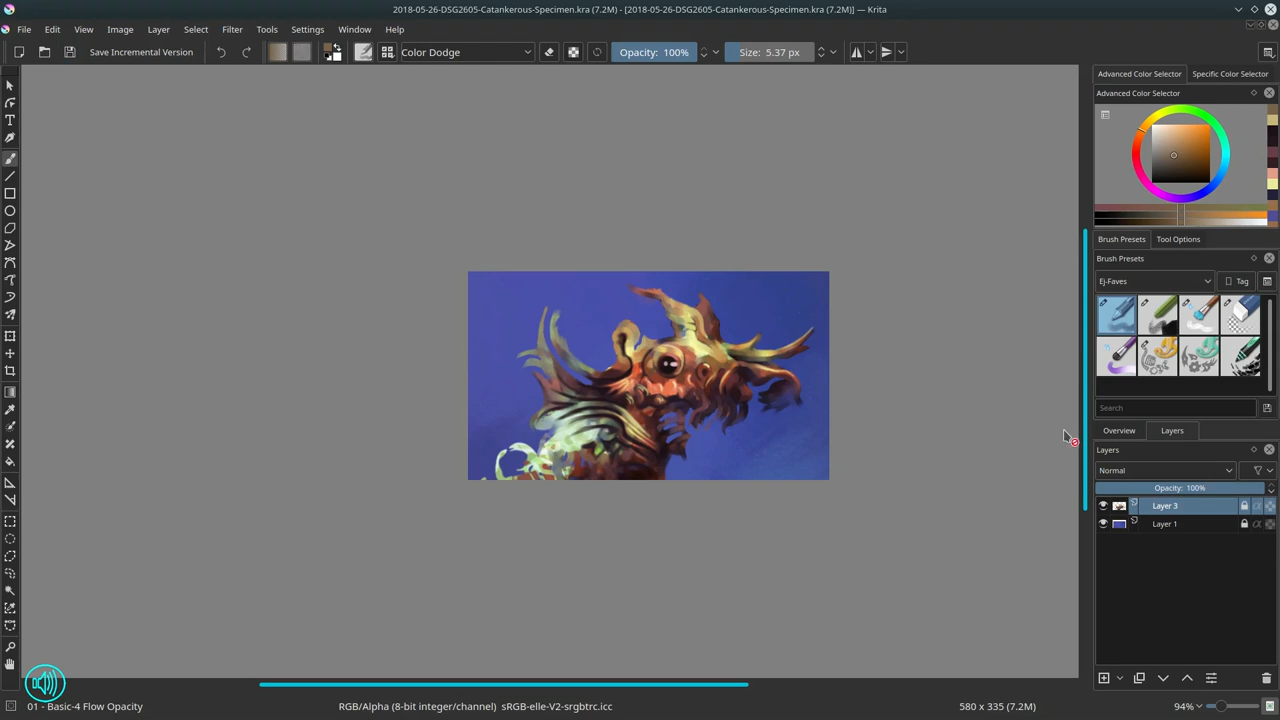 2018-05-26-DSG2605-Catankerous-Specimen.kra (7.2M) - [2018-05-26-DSG2605-Catankerous-Specimen.kra (7.2M)] — Krita
File Edit View Image Layer Select Filter Tools Settings Window Help
Save Incremental Version Color Dodge Opacity: 100% Size: 5.37 px
Advanced Color Selector Specific Color Selector
Advanced Color Selector
Brush Presets Tool Options
Brush Presets
Ej-Faves Tag
Search
Overview Layers
Layers
Normal
Opacity: 100%
Layer 3
Layer 1
01 - Basic-4 Flow Opacity RGB/Alpha (8-bit integer/channel) sRGB-elle-V2-srgbtrc.icc 580 x 335 (7.2M) 94%